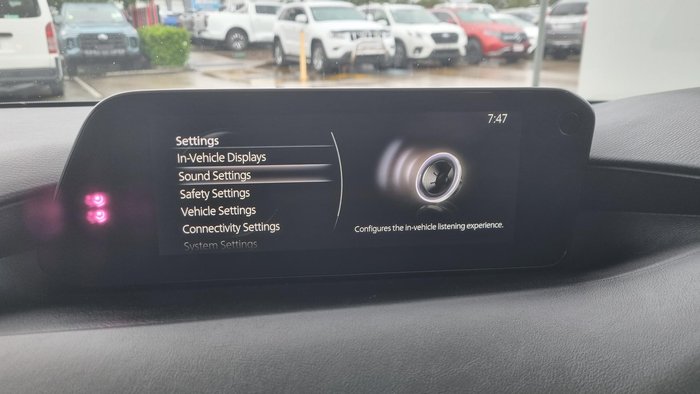 7:47
Settings
In-Vehicle Displays
Sound Settings
Safety Settings
Vehicle Settings
Connectivity Settings
System Settings
Configures the in-vehicle listening experience.